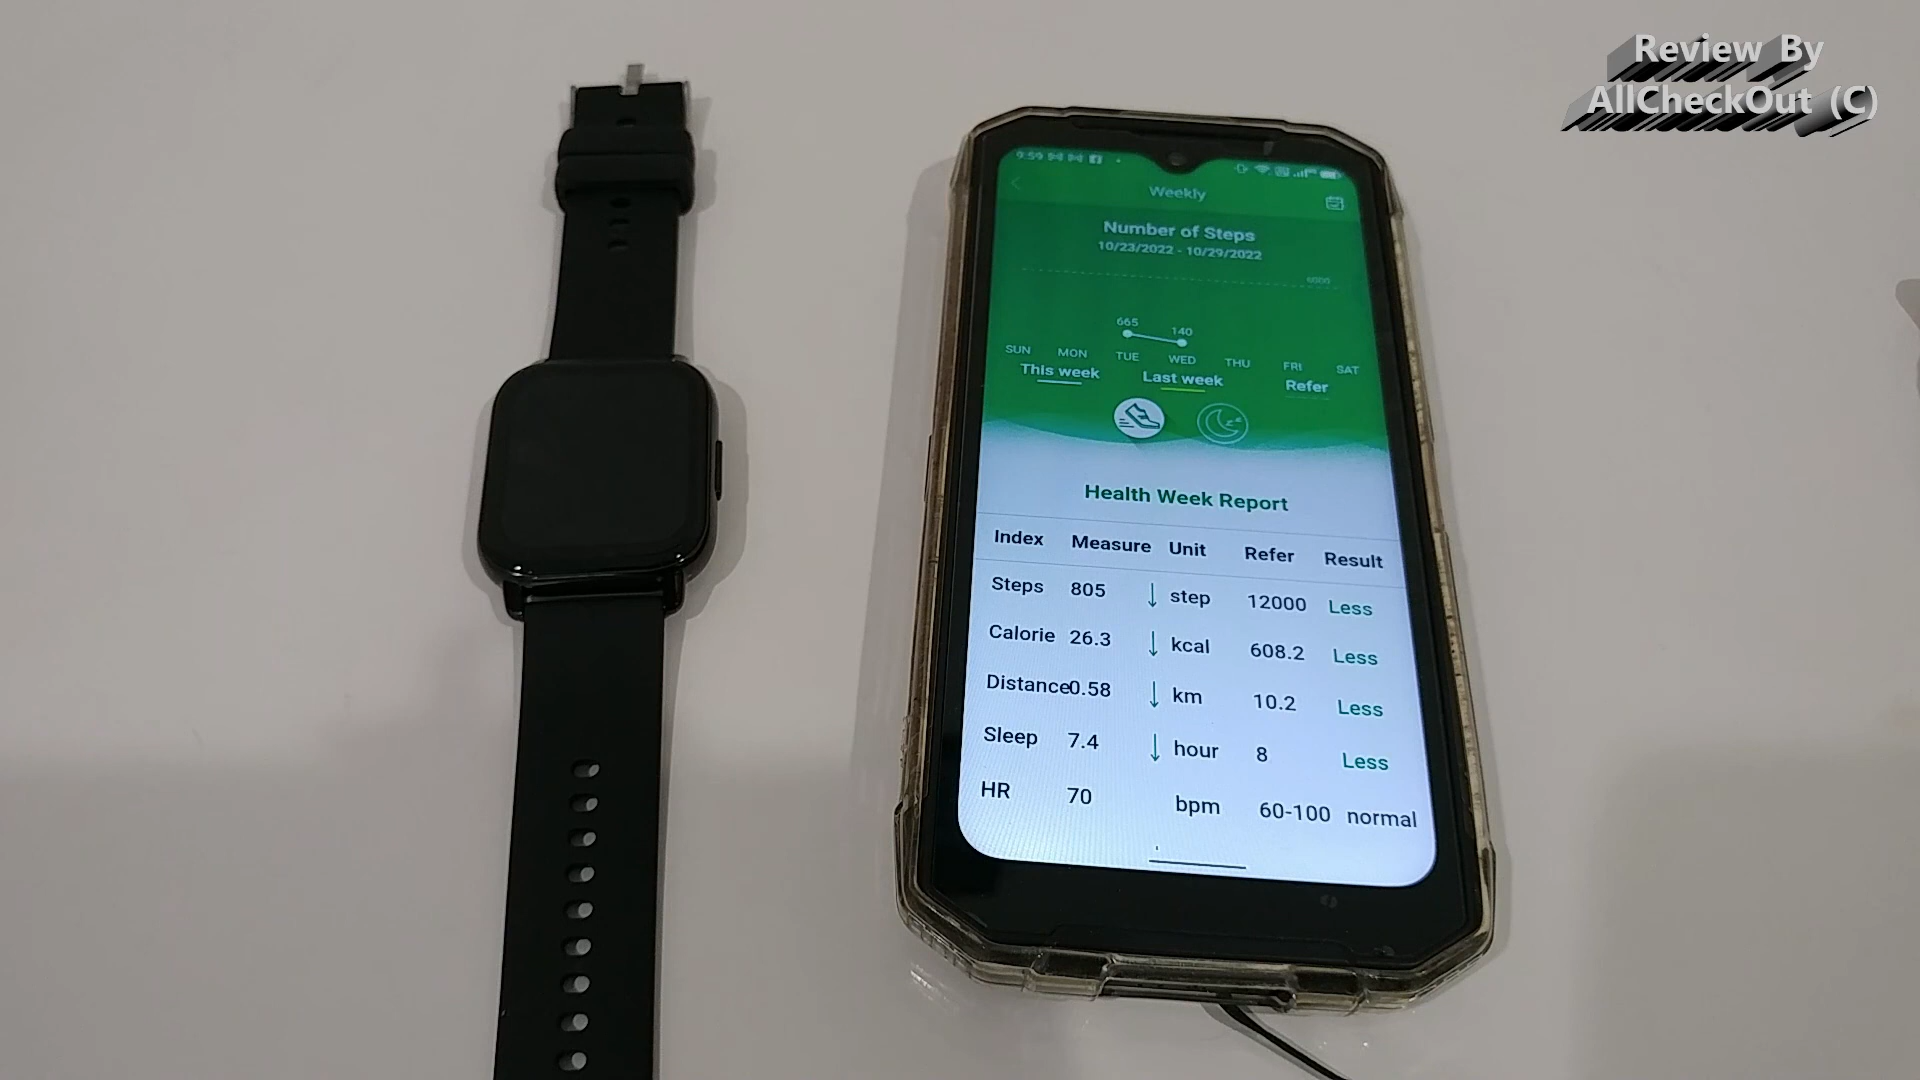 Review By
AllCheckOut (C)
9:59
Weekly
Number of Steps
10/23/2022 - 10/29/2022
6000
665
140
SUN MON TUE WED THU FRI SAT
This week Last week Refer
Health Week Report
Index Measure Unit Refer Result
Steps 805 ↓ step 12000 Less
Calorie 26.3 ↓ kcal 608.2 Less
Distance0.58 ↓ km 10.2 Less
Sleep 7.4 ↓ hour 8 Less
HR 70 bpm 60-100 normal